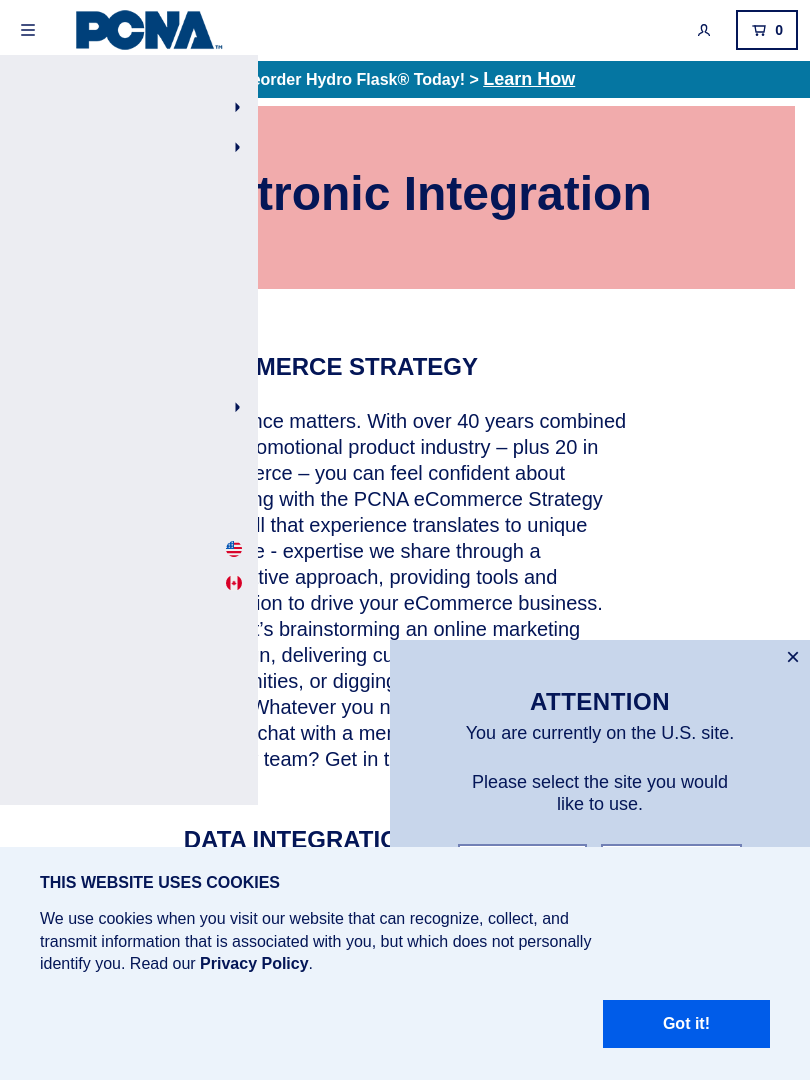 PCNA™
0
eorder Hydro Flask® Today! > Learn How
tronic Integration
MERCE STRATEGY
nce matters. With over 40 years combined
omotional product industry – plus 20 in
erce – you can feel confident about
ng with the PCNA eCommerce Strategy
ll that experience translates to unique
e - expertise we share through a
tive approach, providing tools and
ion to drive your eCommerce business.
t's brainstorming an online marketing
n, delivering cu
nities, or digging
Whatever you n
chat with a mer
team? Get in t
ATTENTION
You are currently on the U.S. site.
Please select the site you would
like to use.
DATA INTEGRATIO
THIS WEBSITE USES COOKIES
We use cookies when you visit our website that can recognize, collect, and
transmit information that is associated with you, but which does not personally
identify you. Read our Privacy Policy.
Got it!